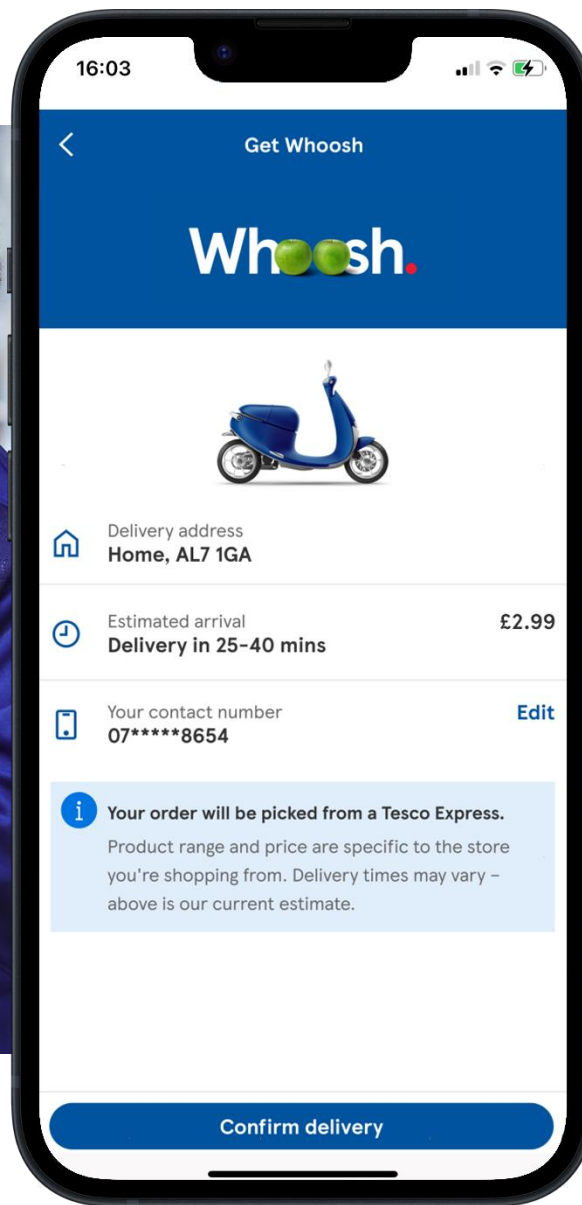 16:03
Get Whoosh
Whoosh.
Delivery address
Home, AL7 1GA
Estimated arrival
£2.99
Delivery in 25-40 mins
Your contact number
Edit
07*****8654
i
Your order will be picked from a Tesco Express.
Product range and price are specific to the store
you're shopping from. Delivery times may vary –
above is our current estimate.
Confirm delivery